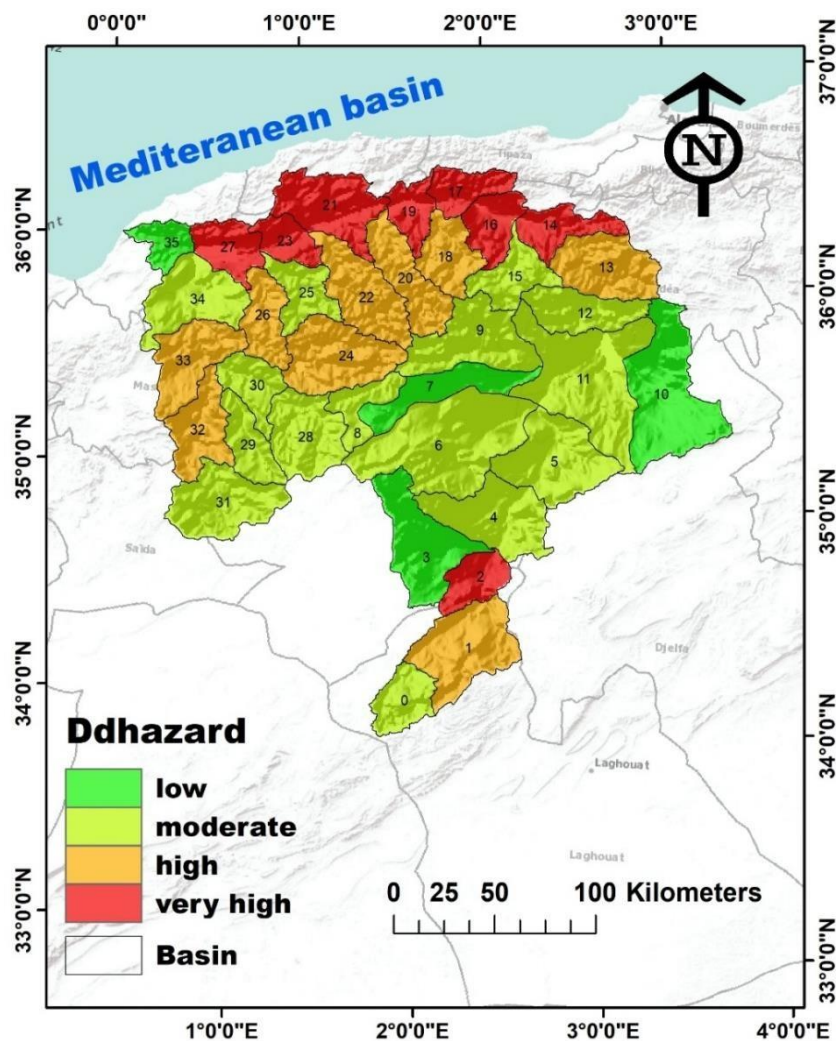 0°0'0"E 1°0'0"E 2°0'0"E 3°0'0"E
37°0'0"N
Mediteranean basin
N
Boumerdès
Tipaza
36°0'0"N
21 17
19
35 27 23 16 14
18 13
34 25 22 20 15
26 12
36°0'0"N
33 24 9
30 7 11
10
32 29 28 8 6 5
35°0'0"N
31 4
35°0'0"N
Saïda
3 2
1
Djelfa
34°0'0"N
0
34°0'0"N
Ddhazard
Laghouat
low
moderate
Laghouat
high
very high
0 25 50 100 Kilometers
33°0'0"N
Basin
33°0'0"N
1°0'0"E 2°0'0"E 3°0'0"E 4°0'0"E